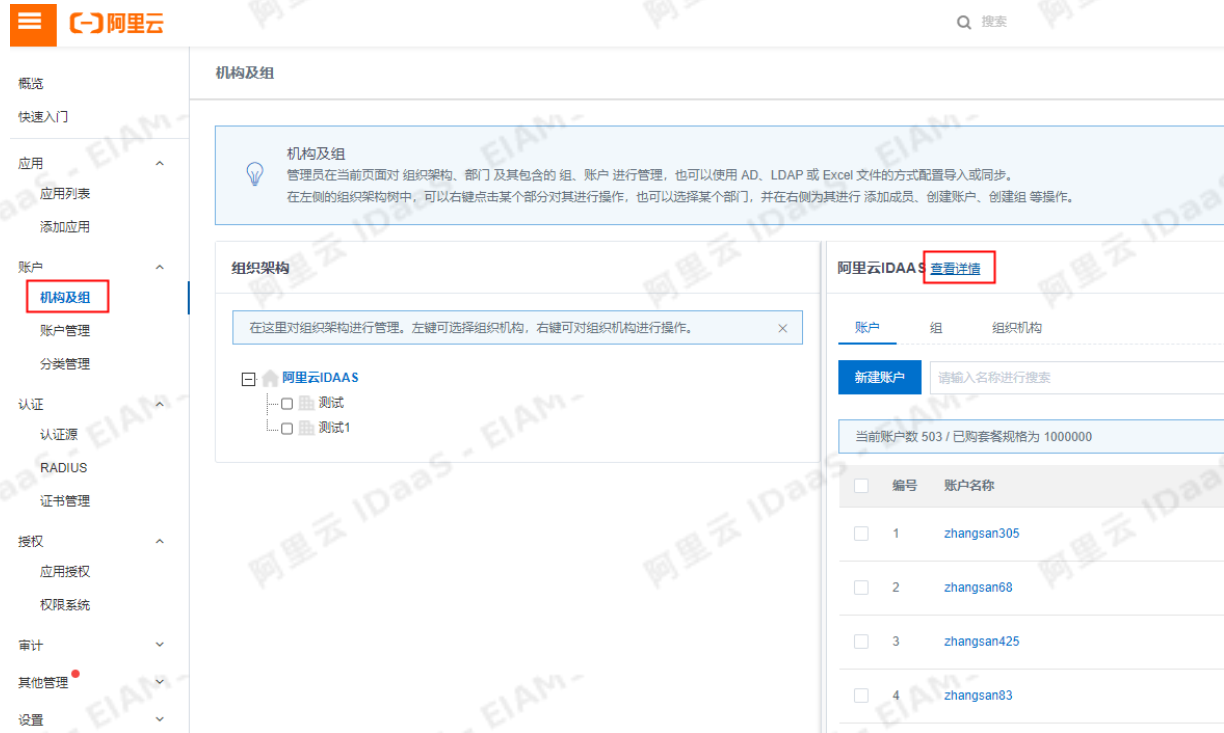 阿里云
搜索
概览
快速入门
应用
应用列表
添加应用
账户
机构及组
账户管理
分类管理
认证
认证源
RADIUS
证书管理
授权
应用授权
权限系统
审计
其他管理
设置
机构及组
机构及组
管理员在当前页面对 组织架构、部门 及其包含的 组、账户 进行管理，也可以使用 AD、LDAP 或 Excel 文件的方式配置导入或同步。
在左侧的组织架构树中，可以右键点击某个部分对其进行操作，也可以选择某个部门，并在右侧为其进行 添加成员、创建账户、创建组 等操作。
组织架构
在这里对组织架构进行管理。左键可选择组织机构，右键可对组织机构进行操作。
阿里云IDAAS
测试
测试1
阿里云IDAAS 查看详情
账户 组 组织机构
新建账户 请输入名称进行搜索
当前账户数 503 / 已购套餐规格为 1000000
编号 账户名称
1 zhangsan305
2 zhangsan68
3 zhangsan425
4 zhangsan83
阿里云 IDaaS - EIAM-